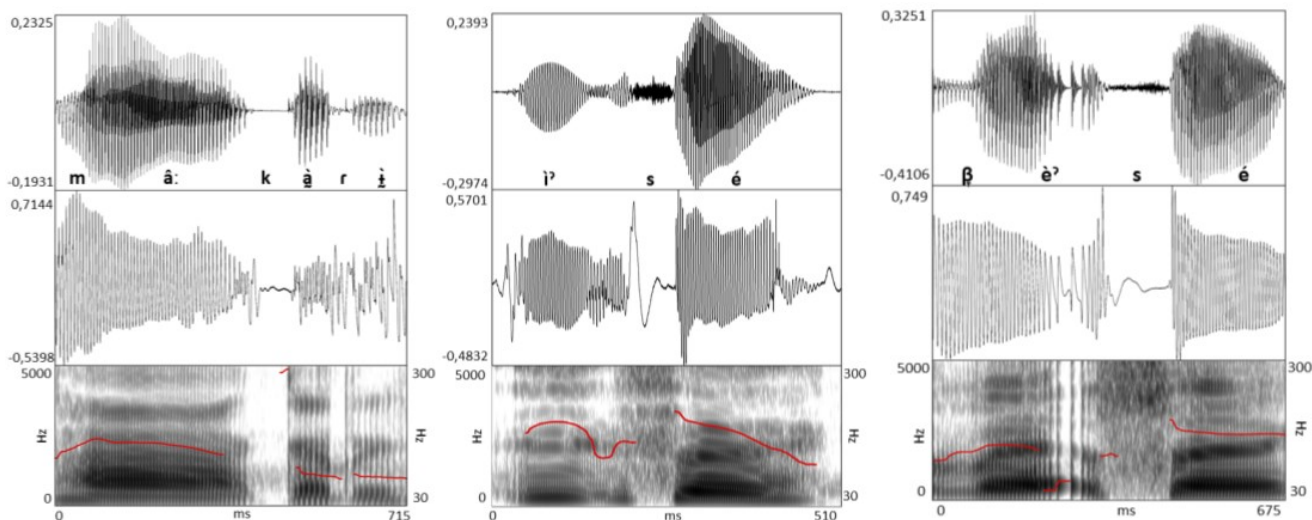 0,2325
-0,1931
m âː k à̰ ɾ ɨ̰̀
0,7144
-0,5398
5000
Hz
0
300
Hz
30
0 ms 715
0,2393
-0,2974
ìˀ s é
0,5701
-0,4832
5000
Hz
0
300
Hz
30
0 ms 510
0,3251
-0,4106
β̞ èˀ s é
0,749
5000
Hz
0
300
Hz
30
0 ms 675